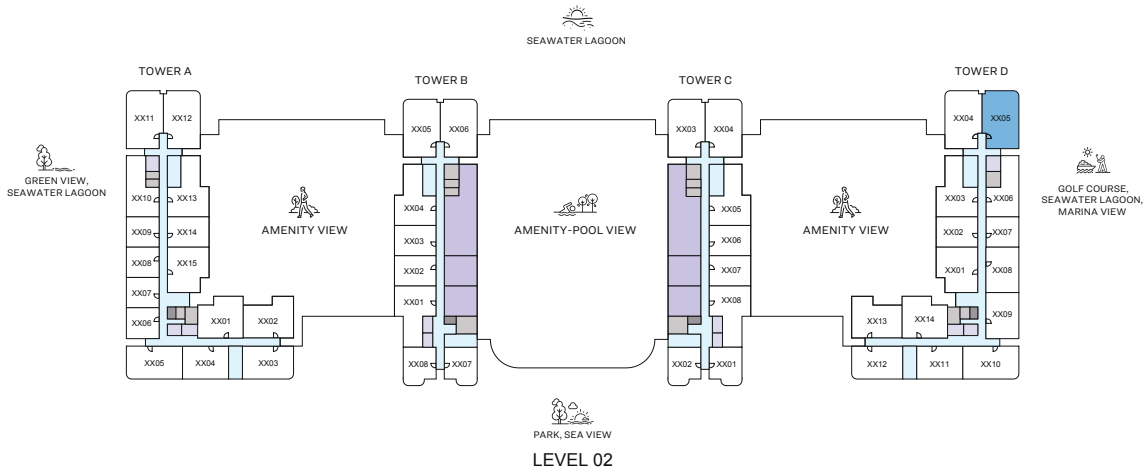 SEAWATER LAGOON
TOWER A
TOWER B
TOWER C
TOWER D
XX11
XX12
XX05
XX06
XX03
XX04
XX04
XX05
GREEN VIEW,
SEAWATER LAGOON
GOLF COURSE,
SEAWATER LAGOON,
MARINA VIEW
XX10
XX13
XX04
XX05
XX03
XX06
XX09
XX14
AMENITY VIEW
XX03
AMENITY-POOL VIEW
XX06
AMENITY VIEW
XX02
XX07
XX08
XX15
XX02
XX07
XX01
XX08
XX07
XX01
XX08
XX06
XX01
XX02
XX13
XX14
XX09
XX05
XX04
XX03
XX08
XX07
XX02
XX01
XX12
XX11
XX10
PARK, SEA VIEW
LEVEL 02